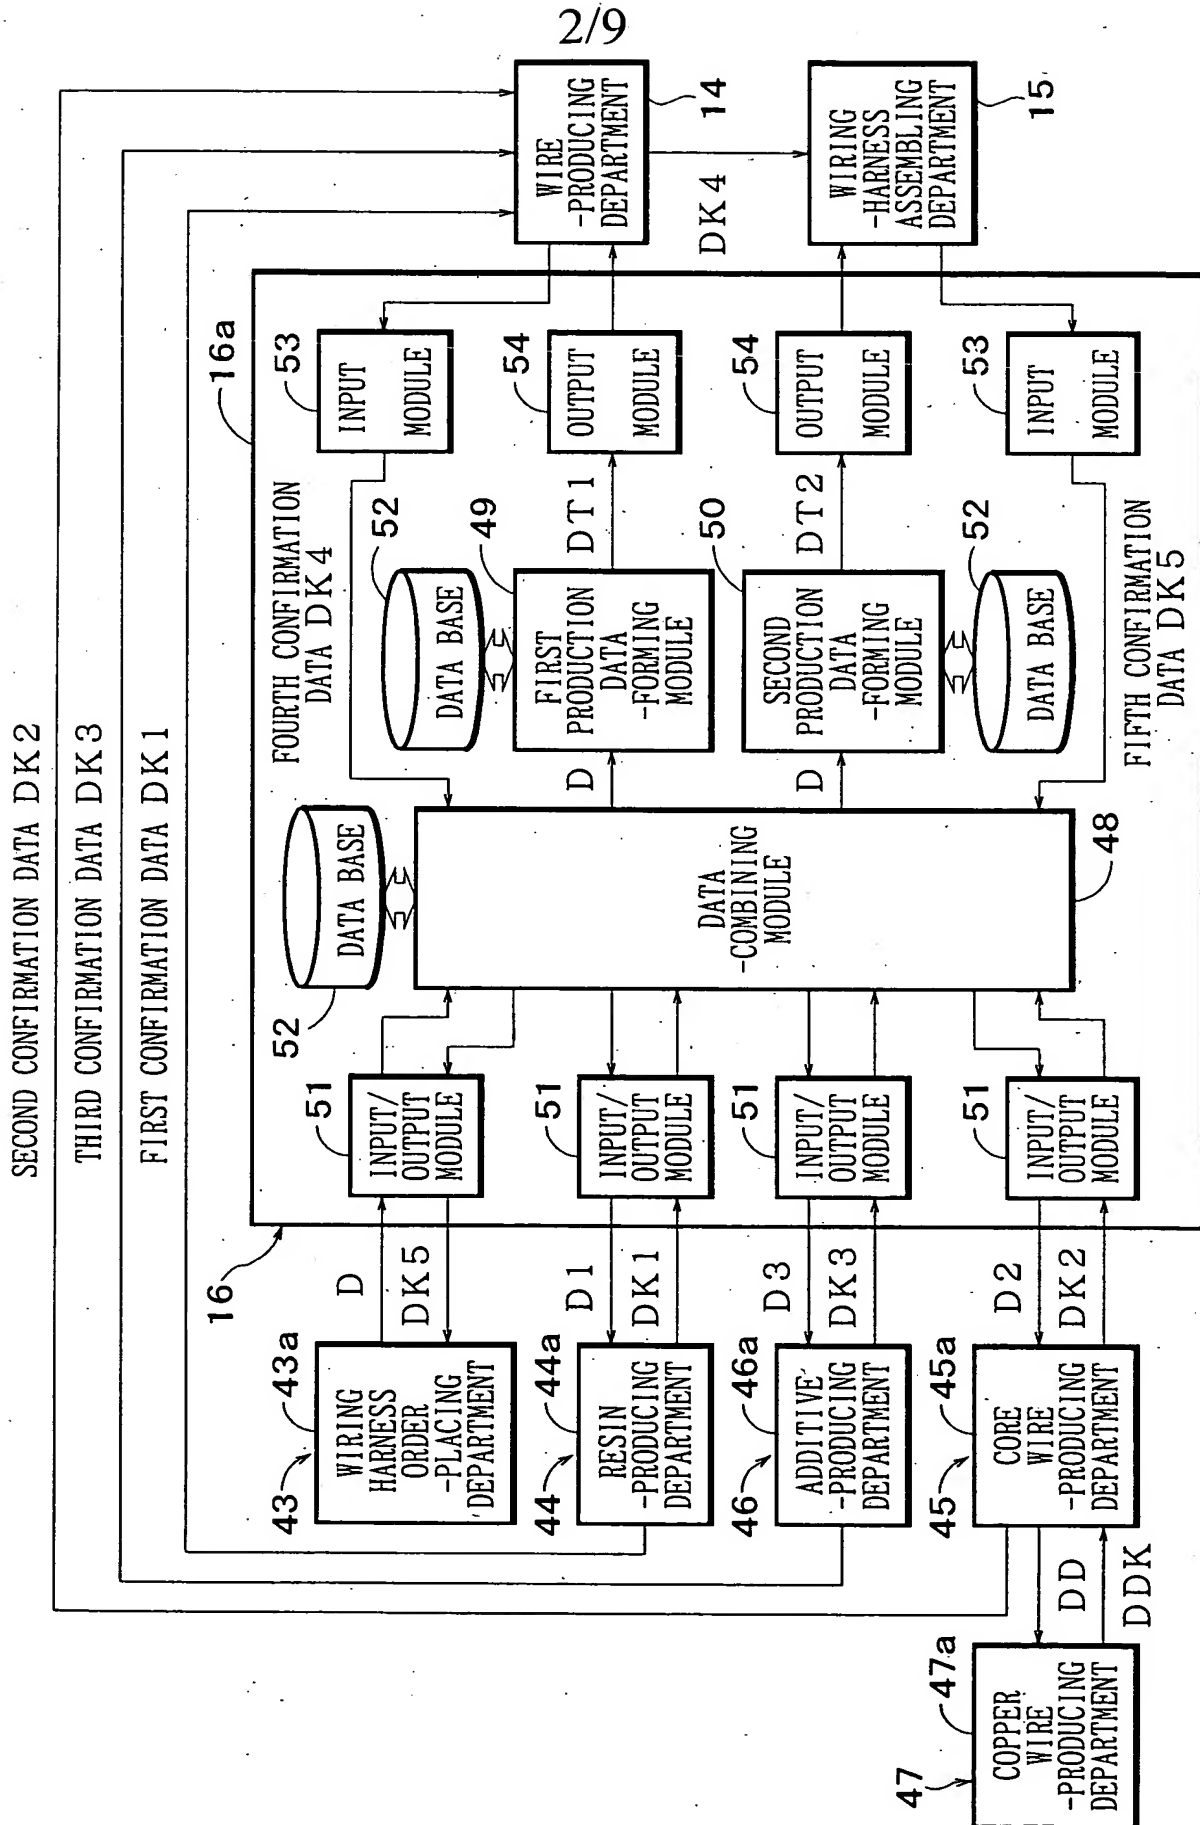 2/9
SECOND CONFIRMATION DATA DK2
THIRD CONFIRMATION DATA DK3
FIRST CONFIRMATION DATA DK1
16
16a
43
43a
WIRING
HARNESS
ORDER
-PLACING
DEPARTMENT
D
DK5
51
INPUT/
OUTPUT
MODULE
52
DATA BASE
FOURTH CONFIRMATION
DATA DK4
53
INPUT
MODULE
44
44a
RESIN
-PRODUCING
DEPARTMENT
D1
DK1
51
INPUT/
OUTPUT
MODULE
46
46a
ADDITIVE
-PRODUCING
DEPARTMENT
D3
DK3
51
INPUT/
OUTPUT
MODULE
45
45a
CORE
WIRE
-PRODUCING
DEPARTMENT
D2
DK2
51
INPUT/
OUTPUT
MODULE
47
47a
COPPER
WIRE
-PRODUCING
DEPARTMENT
DD
DDK
DATA
-COMBINING
MODULE
48
D
52
DATA BASE
49
FIRST
PRODUCTION
DATA
-FORMING
MODULE
DT1
54
OUTPUT
MODULE
D
50
SECOND
PRODUCTION
DATA
-FORMING
MODULE
52
DATA BASE
DT2
54
OUTPUT
MODULE
FIFTH CONFIRMATION
DATA DK5
53
INPUT
MODULE
WIRE
-PRODUCING
DEPARTMENT
14
DK4
WIRING
-HARNESS
ASSEMBLING
DEPARTMENT
15